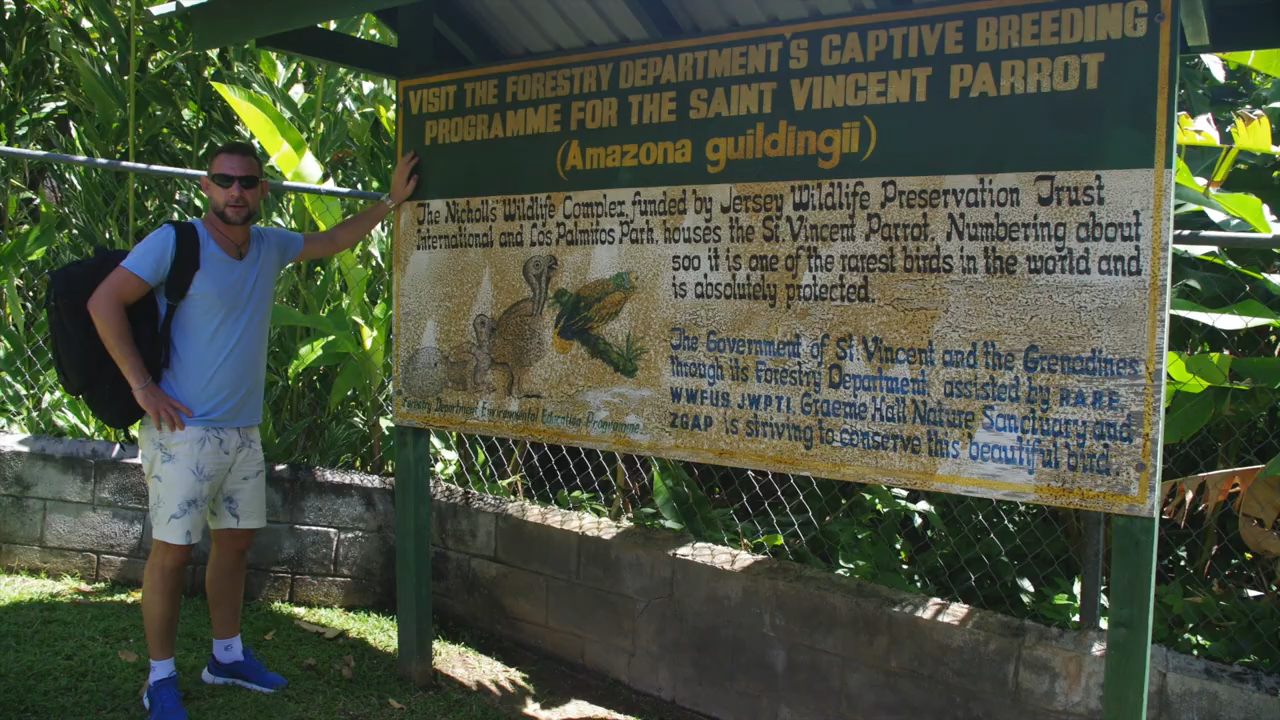 VISIT THE FORESTRY DEPARTMENT'S CAPTIVE BREEDING
PROGRAMME FOR THE SAINT VINCENT PARROT
(Amazona guildingii)
The Nicholls Wildlife Complex, funded by Jersey Wildlife Preservation Trust
International and Los Palmitos Park, houses the St. Vincent Parrot. Numbering about
500 it is one of the rarest birds in the world and
is absolutely protected.
The Government of St. Vincent and the Grenadines
through its Forestry Department, assisted by RARE,
WWFUS, JWPTI, Graeme Hall Nature Sanctuary and
ZGAP is striving to conserve this beautiful bird.
Forestry Department Environmental Education Programme.